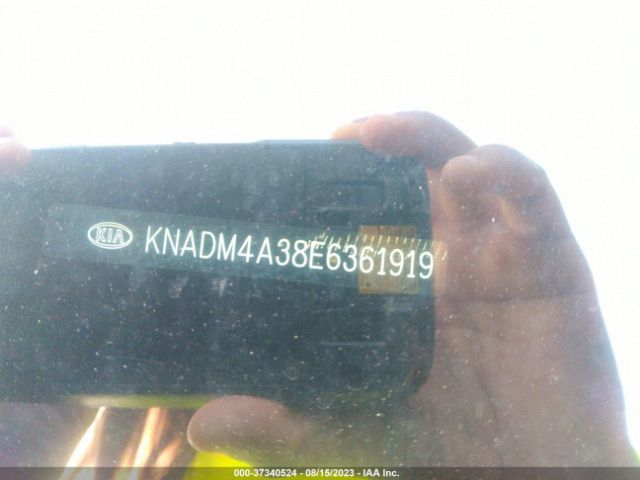 KIA KNADM4A38E6361919
000-37340524 - 08/15/2023 - IAA Inc.